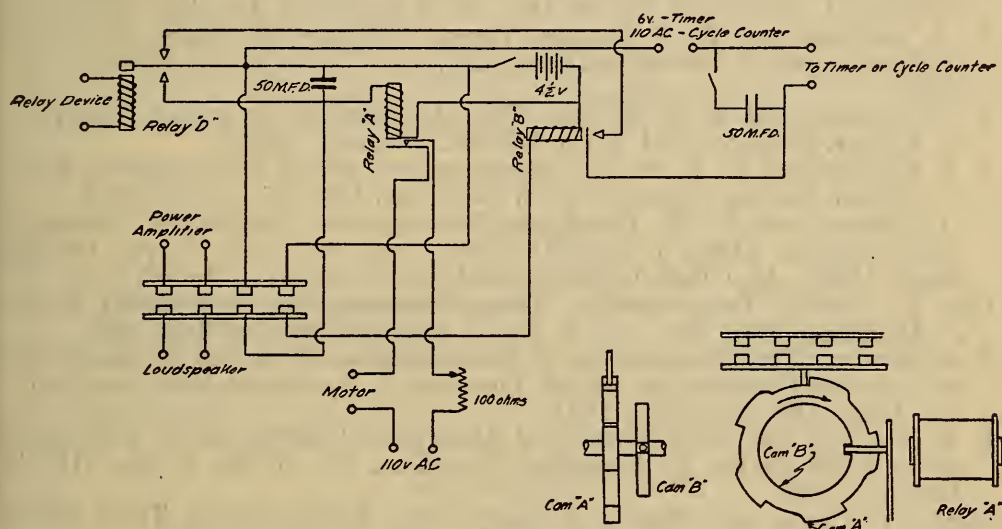 6v. - Timer
110 AC - Cycle Counter
To Timer or Cycle Counter
50 M.F.D.
4½ V
50 M.F.D.
Relay Device
Relay "D"
Relay "A"
Relay "B"
Power
Amplifier
Loudspeaker
Motor
100 ohms
110v AC
Cam "A"
Cam "B"
Cam "B"
Cam "A"
Relay "A"